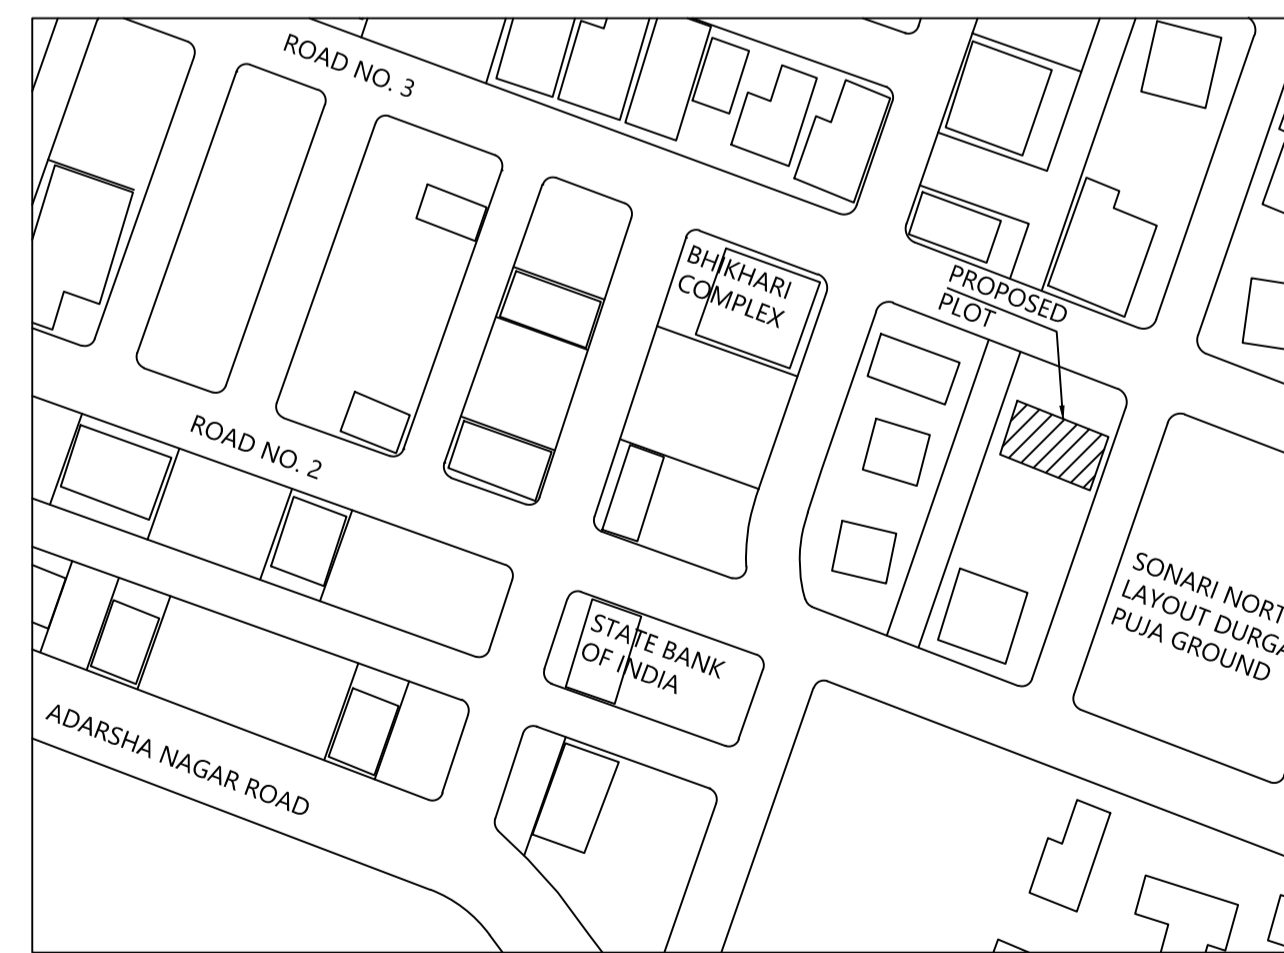 ROAD NO. 3
BHIKHARI
COMPLEX
PROPOSED
PLOT
ROAD NO. 2
STATE BANK
OF INDIA
SONARI NORT
LAYOUT DURGA
PUJA GROUND
ADARSHA NAGAR ROAD